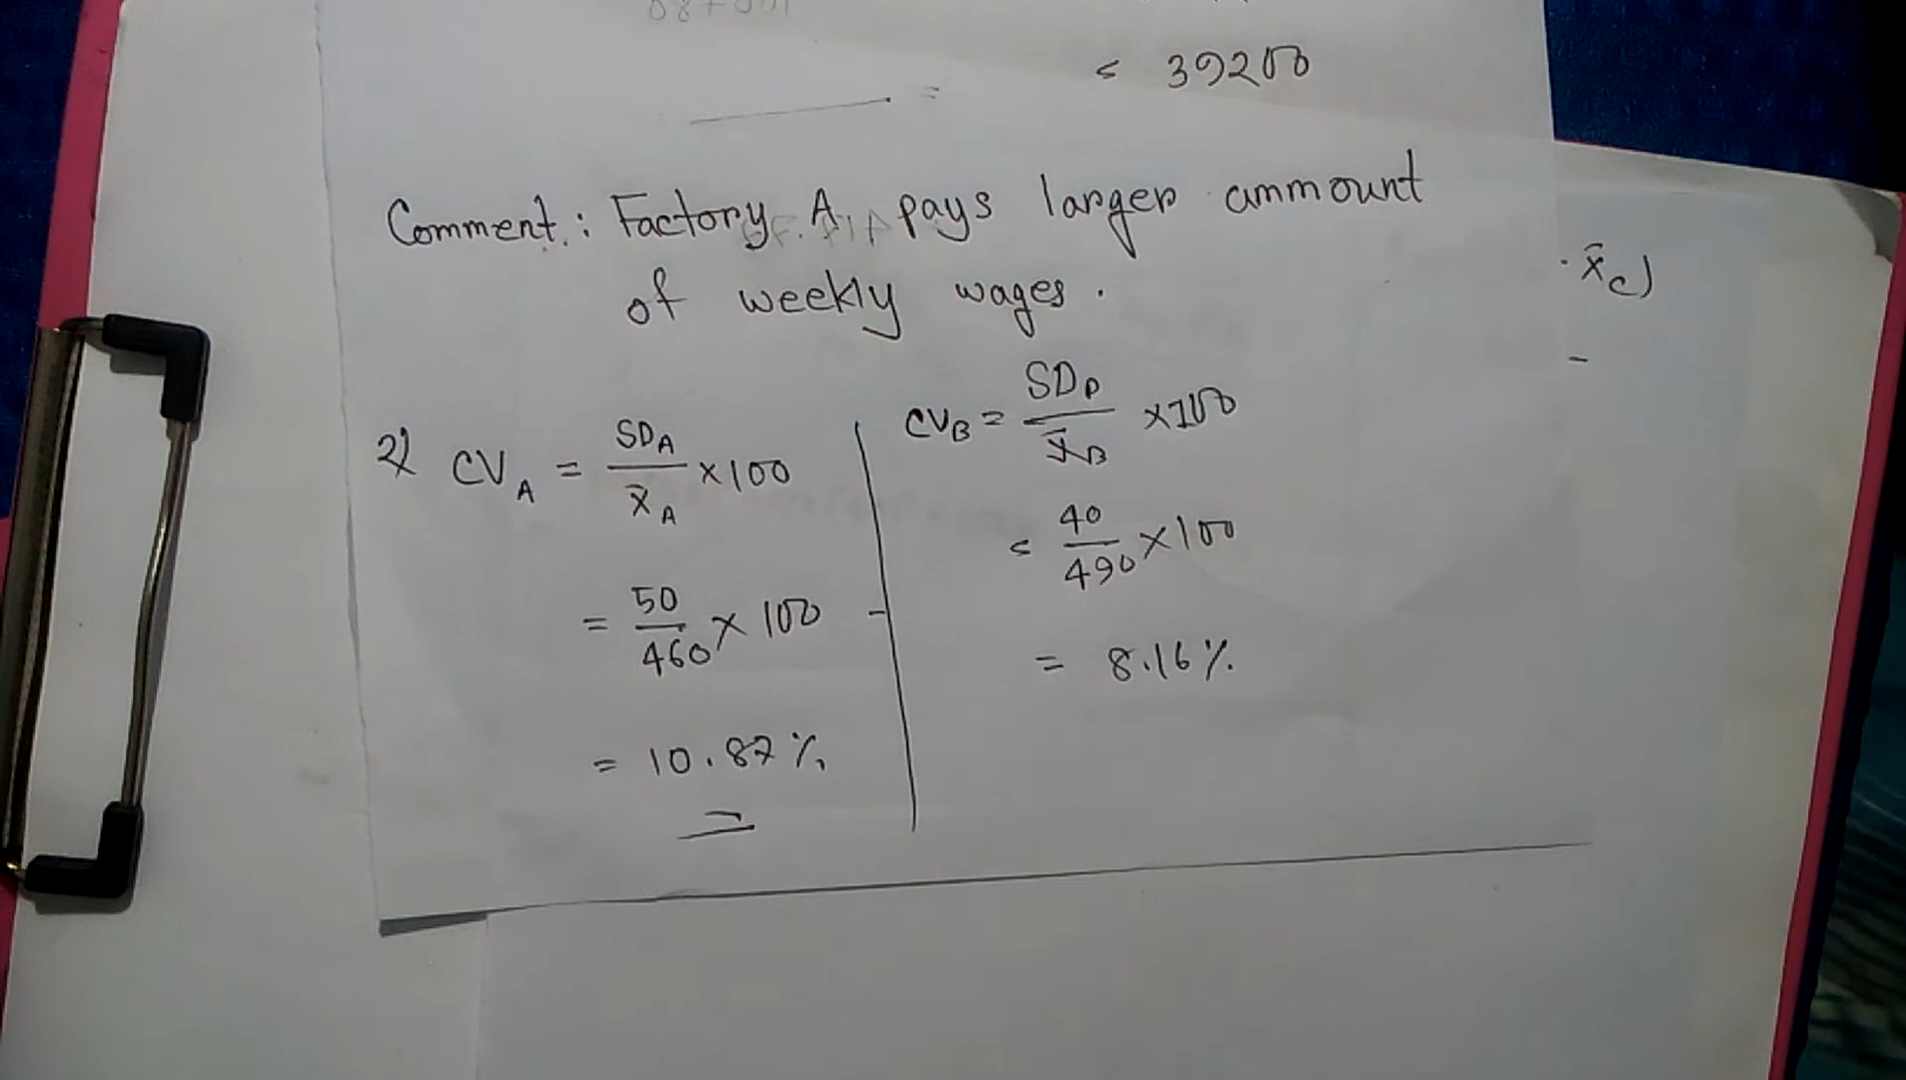 = 39200
Comment : Factory A pays larger ammount
of weekly wages .
2) CV_A = SD_A / x̄_A × 100
= 50 / 460 × 100
= 10.87 %
CV_B = SD_B / x̄_B × 100
= 40 / 490 × 100
= 8.16 %
x̄_c)